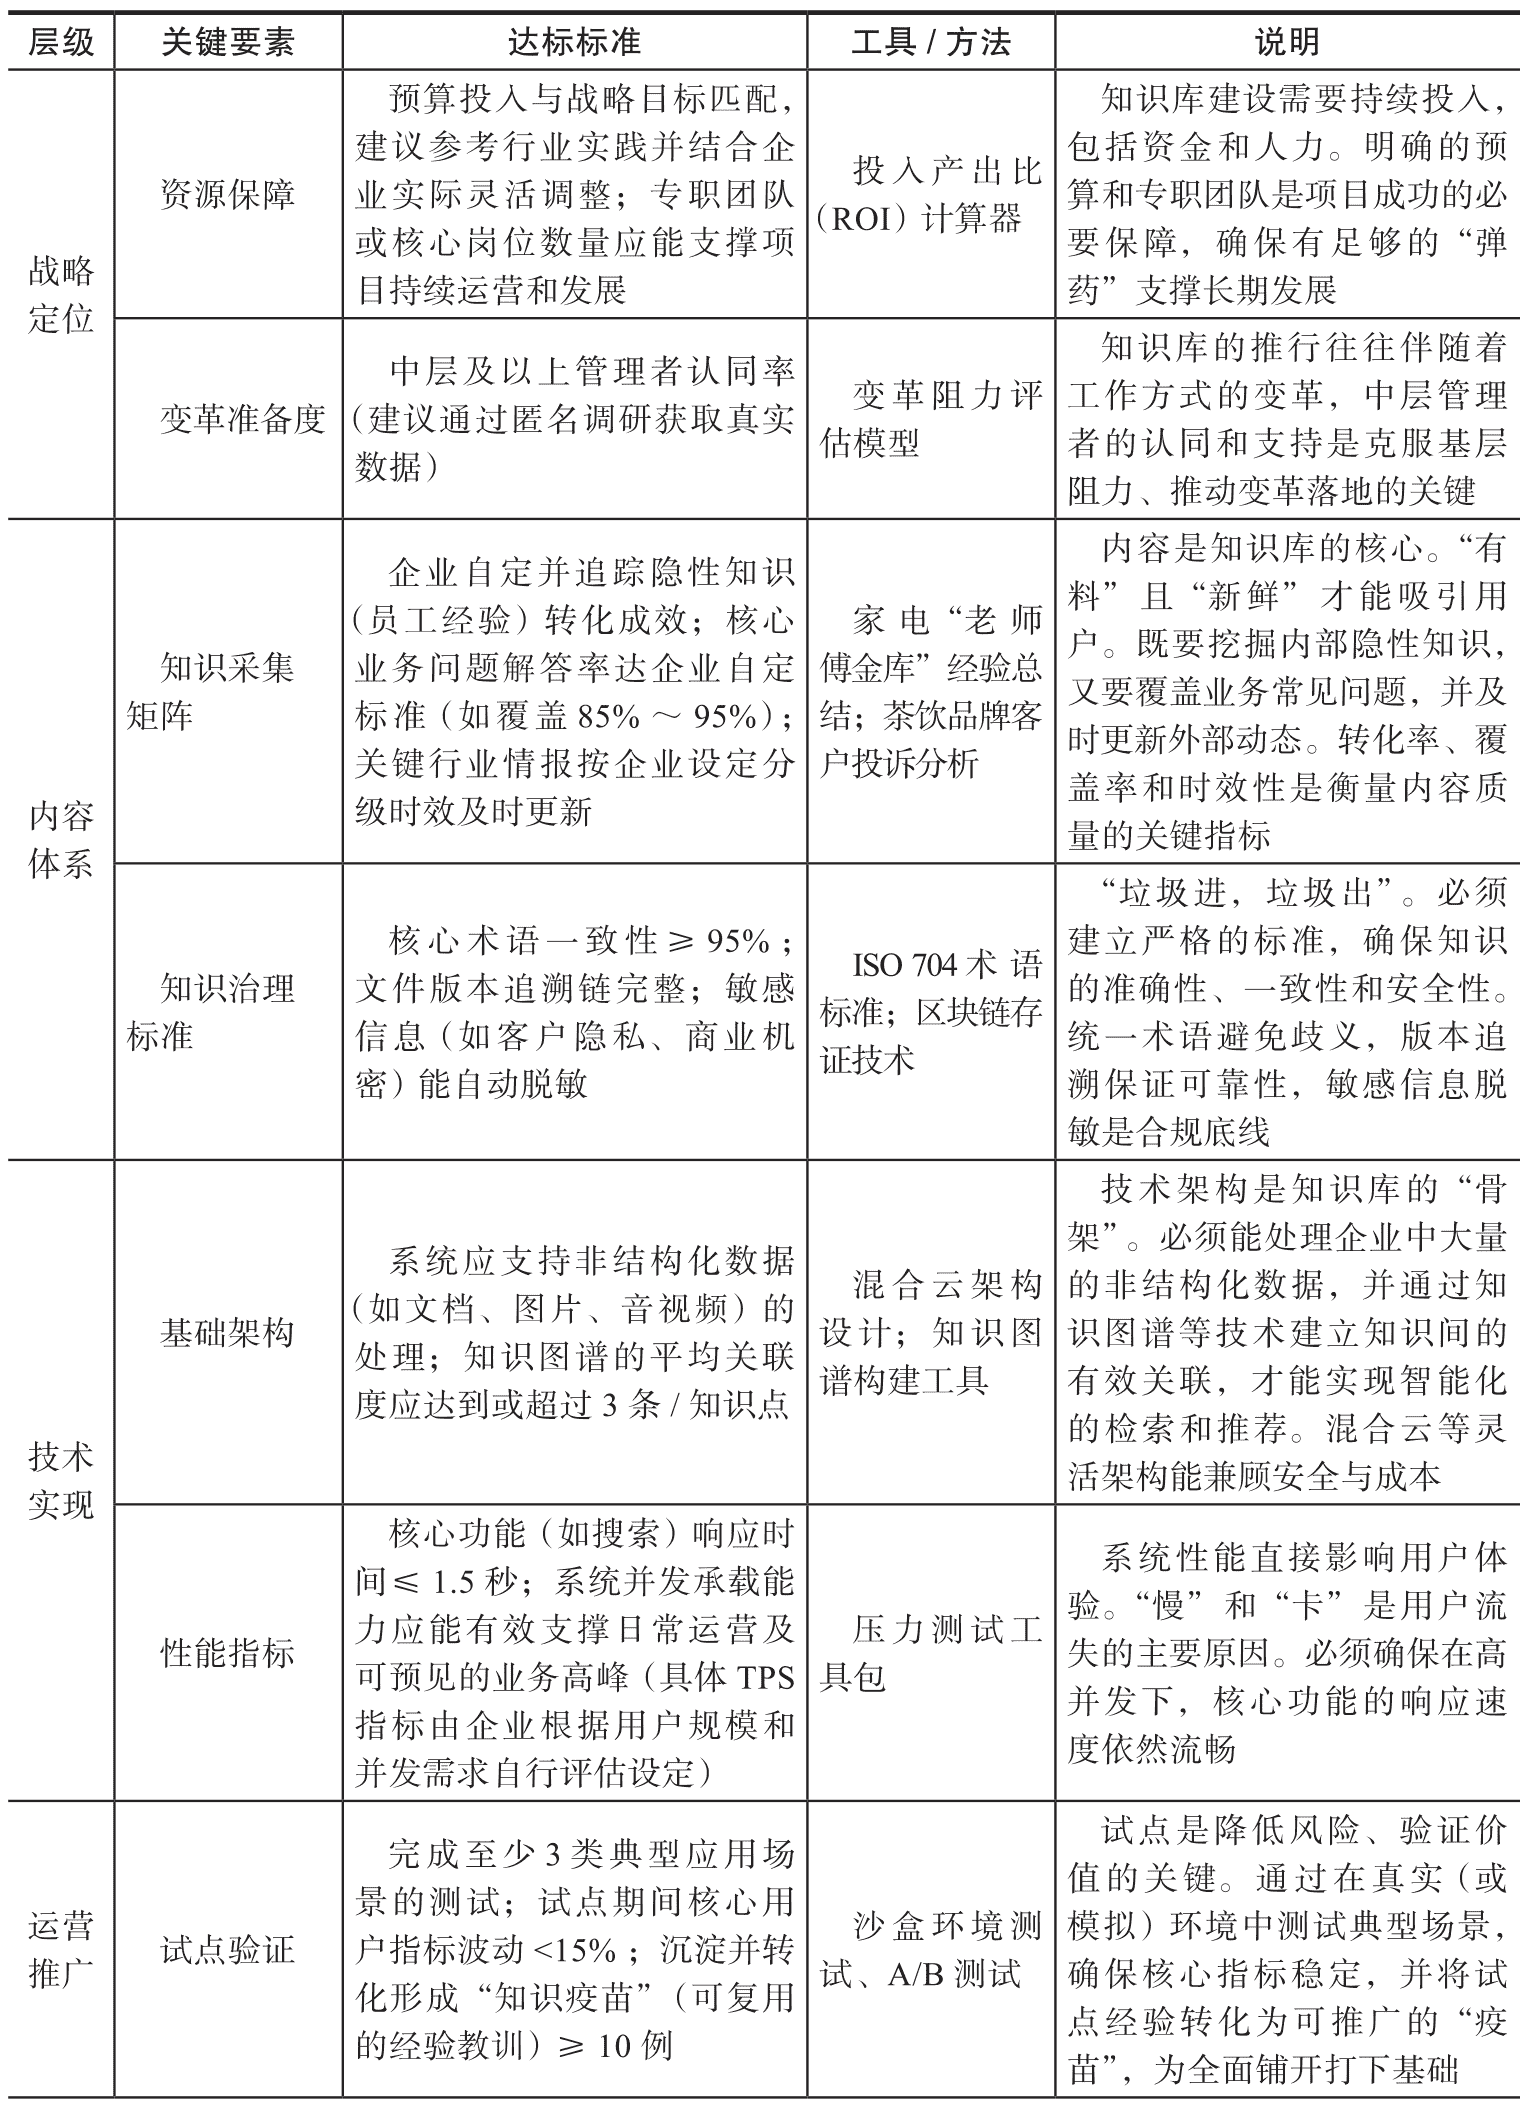 层级 关键要素 达标标准 工具 / 方法 说明
战略
定位
资源保障
预算投入与战略目标匹配，
建议参考行业实践并结合企
业实际灵活调整；专职团队
或核心岗位数量应能支撑项
目持续运营和发展
投入产出比
（ROI）计算器
知识库建设需要持续投入，
包括资金和人力。明确的预
算和专职团队是项目成功的必
要保障，确保有足够的“弹
药”支撑长期发展
变革准备度
中层及以上管理者认同率
（建议通过匿名调研获取真实
数据）
变革阻力评
估模型
知识库的推行往往伴随着
工作方式的变革，中层管理
者的认同和支持是克服基层
阻力、推动变革落地的关键
内容
体系
知识采集
矩阵
企业自定并追踪隐性知识
（员工经验）转化成效；核心
业务问题解答率达企业自定
标准（如覆盖 85% ～ 95%）；
关键行业情报按企业设定分
级时效及时更新
家电“老师
傅金库”经验总
结；茶饮品牌客
户投诉分析
内容是知识库的核心。“有
料”且“新鲜”才能吸引用
户。既要挖掘内部隐性知识，
又要覆盖业务常见问题，并及
时更新外部动态。转化率、覆
盖率和时效性是衡量内容质
量的关键指标
知识治理
标准
核心术语一致性 ≥ 95%；
文件版本追溯链完整；敏感
信息（如客户隐私、商业机
密）能自动脱敏
ISO 704 术语
标准；区块链存
证技术
“垃圾进，垃圾出”。必须
建立严格的标准，确保知识
的准确性、一致性和安全性。
统一术语避免歧义，版本追
溯保证可靠性，敏感信息脱
敏是合规底线
技术
实现
基础架构
系统应支持非结构化数据
（如文档、图片、音视频）的
处理；知识图谱的平均关联
度应达到或超过 3 条 / 知识点
混合云架构
设计；知识图
谱构建工具
技术架构是知识库的“骨
架”。必须能处理企业中大量
的非结构化数据，并通过知
识图谱等技术建立知识间的
有效关联，才能实现智能化
的检索和推荐。混合云等灵
活架构能兼顾安全与成本
性能指标
核心功能（如搜索）响应时
间≤ 1.5 秒；系统并发承载能
力应能有效支撑日常运营及
可预见的业务高峰（具体 TPS
指标由企业根据用户规模和
并发需求自行评估设定）
压力测试工
具包
系统性能直接影响用户体
验。“慢”和“卡”是用户流
失的主要原因。必须确保在高
并发下，核心功能的响应速
度依然流畅
运营
推广
试点验证
完成至少 3 类典型应用场
景的测试；试点期间核心用
户指标波动 <15%；沉淀并转
化形成“知识疫苗”（可复用
的经验教训）≥ 10 例
沙盒环境测
试、A/B 测试
试点是降低风险、验证价
值的关键。通过在真实（或
模拟）环境中测试典型场景，
确保核心指标稳定，并将试
点经验转化为可推广的“疫
苗”，为全面铺开打下基础